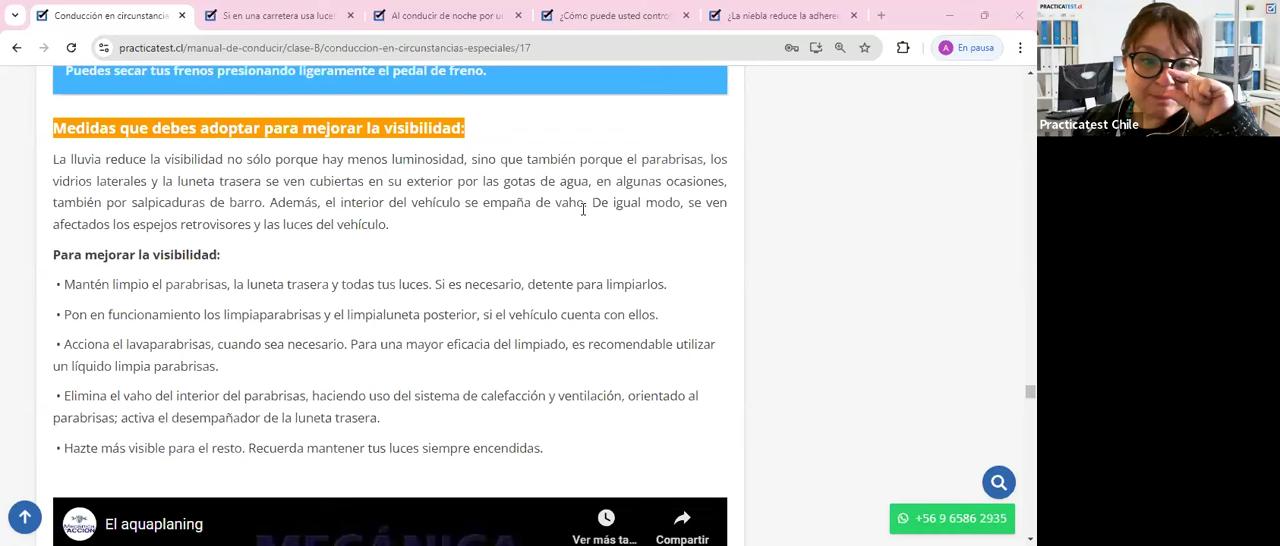 Conducción en circunstancias
Si en una carretera usa luces
Al conducir de noche por un
¿Cómo puede usted control
¿La niebla reduce la adheren
practicatest.cl/manual-de-conducir/clase-B/conduccion-en-circunstancias-especiales/17
A En pausa
PRACTICATEST.cl
Puedes secar tus frenos presionando ligeramente el pedal de freno.
Medidas que debes adoptar para mejorar la visibilidad:
La lluvia reduce la visibilidad no sólo porque hay menos luminosidad, sino que también porque el parabrisas, los
vidrios laterales y la luneta trasera se ven cubiertas en su exterior por las gotas de agua, en algunas ocasiones,
también por salpicaduras de barro. Además, el interior del vehículo se empaña de vaho. De igual modo, se ven
afectados los espejos retrovisores y las luces del vehículo.
Para mejorar la visibilidad:
• Mantén limpio el parabrisas, la luneta trasera y todas tus luces. Si es necesario, detente para limpiarlos.
• Pon en funcionamiento los limpiaparabrisas y el limpialuneta posterior, si el vehículo cuenta con ellos.
• Acciona el lavaparabrisas, cuando sea necesario. Para una mayor eficacia del limpiado, es recomendable utilizar
un líquido limpia parabrisas.
• Elimina el vaho del interior del parabrisas, haciendo uso del sistema de calefacción y ventilación, orientado al
parabrisas; activa el desempañador de la luneta trasera.
• Hazte más visible para el resto. Recuerda mantener tus luces siempre encendidas.
Practicatest Chile
+56 9 6586 2935
MECÁNICA ACCIÓN
El aquaplaning
Ver más ta...
Compartir
MECÁNICA